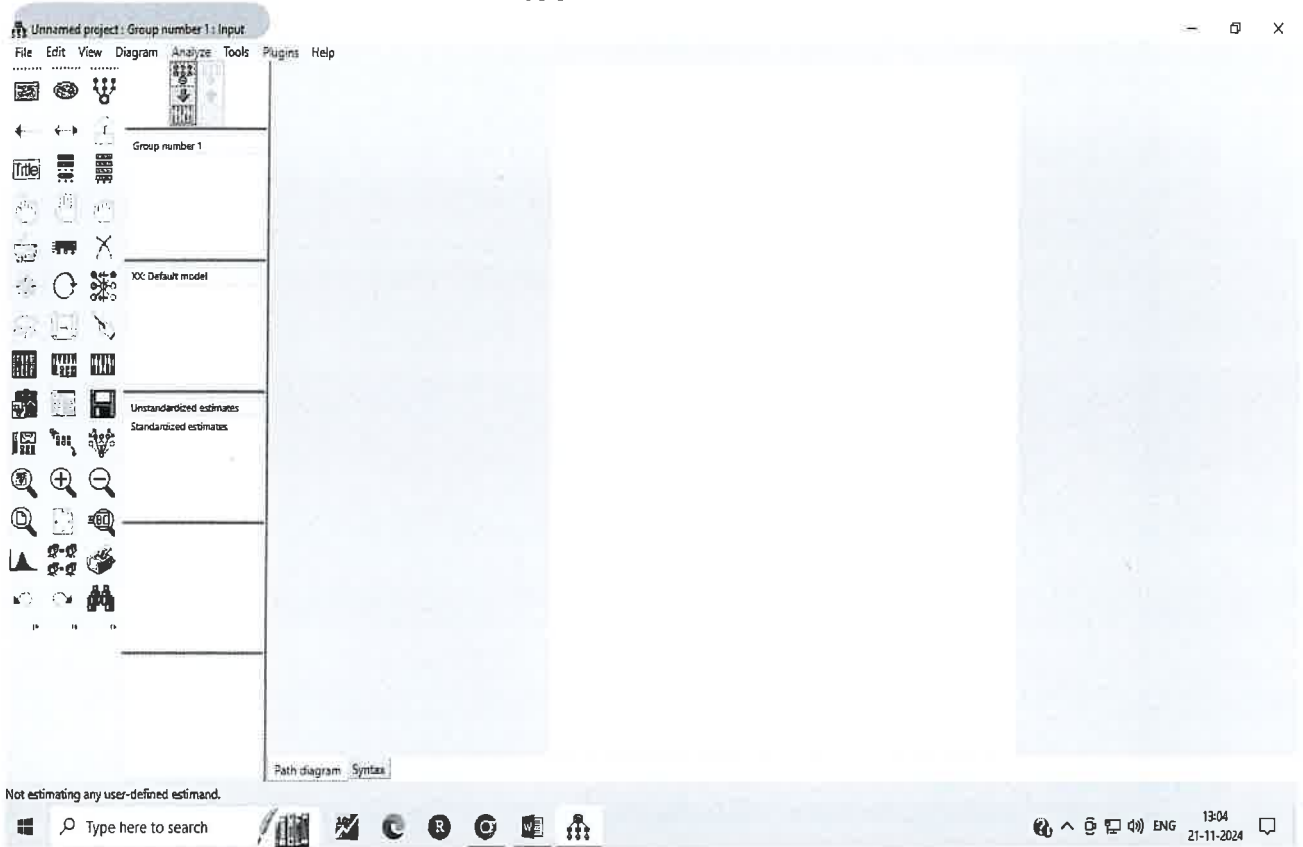 Unnamed project : Group number 1 : Input
File Edit View Diagram Analyze Tools Plugins Help
Title
Group number 1
XX: Default model
Unstandardized estimates
Standardized estimates
Path diagram Syntax
Not estimating any user-defined estimand.
Type here to search
R
ENG
13:04
21-11-2024